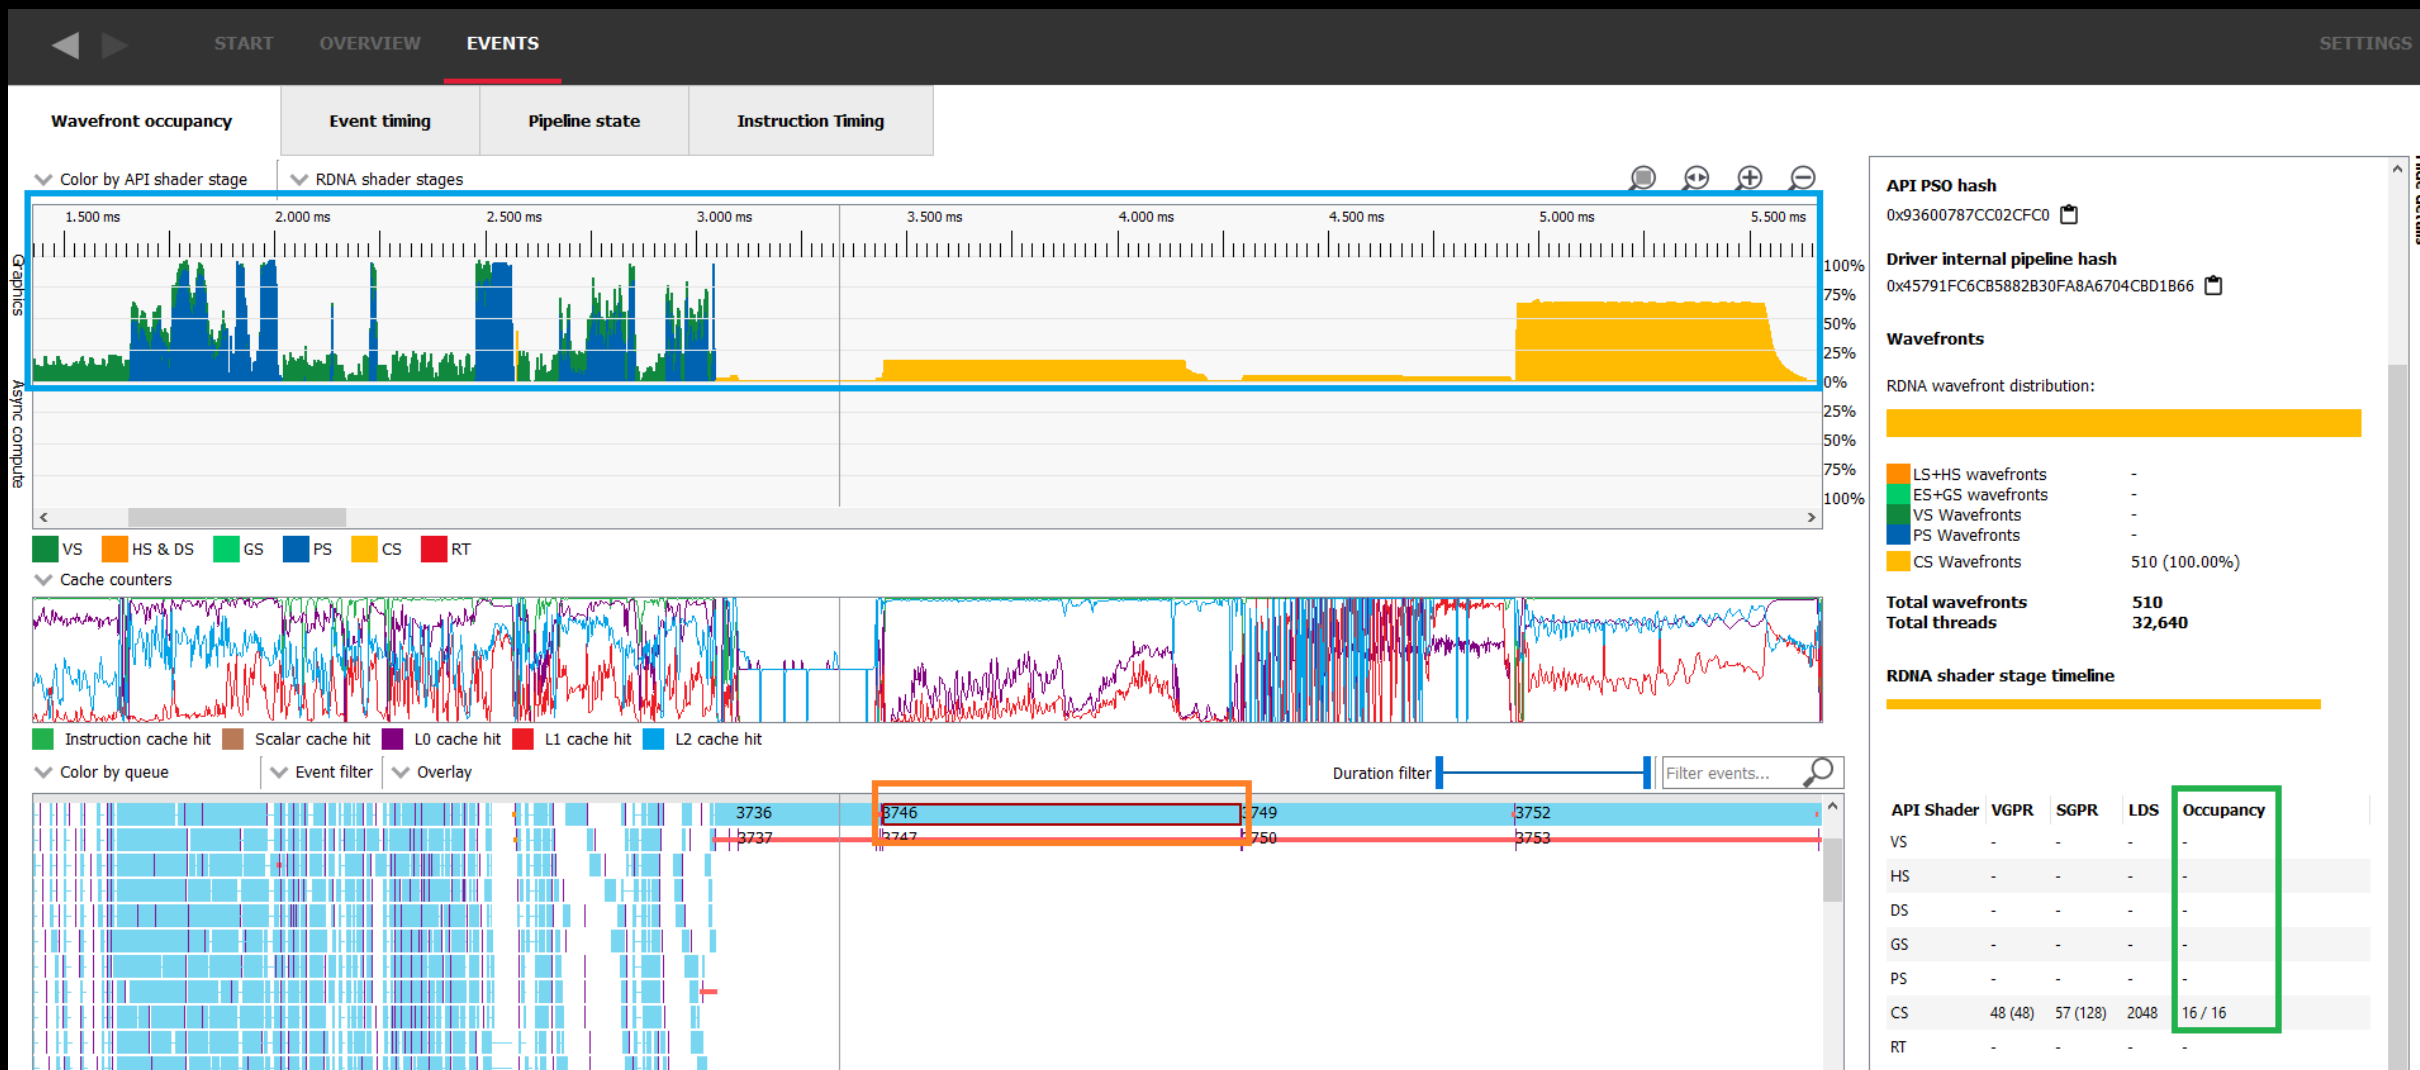 START OVERVIEW EVENTS SETTINGS
Wavefront occupancy Event timing Pipeline state Instruction Timing
Color by API shader stage RDNA shader stages
1.500 ms 2.000 ms 2.500 ms 3.000 ms 3.500 ms 4.000 ms 4.500 ms 5.000 ms 5.500 ms
Graphics
100%
75%
50%
25%
0%
Async compute
25%
50%
75%
100%
VS HS & DS GS PS CS RT
Cache counters
Instruction cache hit Scalar cache hit L0 cache hit L1 cache hit L2 cache hit
Color by queue Event filter Overlay Duration filter Filter events...
3736 3746 3749 3752
3737 3747 3750 3753
API PSO hash
0x93600787CC02CFC0
Driver internal pipeline hash
0x45791FC6CB5882B30FA8A6704CBD1B66
Wavefronts
RDNA wavefront distribution:
LS+HS wavefronts -
ES+GS wavefronts -
VS Wavefronts -
PS Wavefronts -
CS Wavefronts 510 (100.00%)
Total wavefronts 510
Total threads 32,640
RDNA shader stage timeline
API Shader VGPR SGPR LDS Occupancy
VS - - - -
HS - - - -
DS - - - -
GS - - - -
PS - - - -
CS 48 (48) 57 (128) 2048 16 / 16
RT - - - -